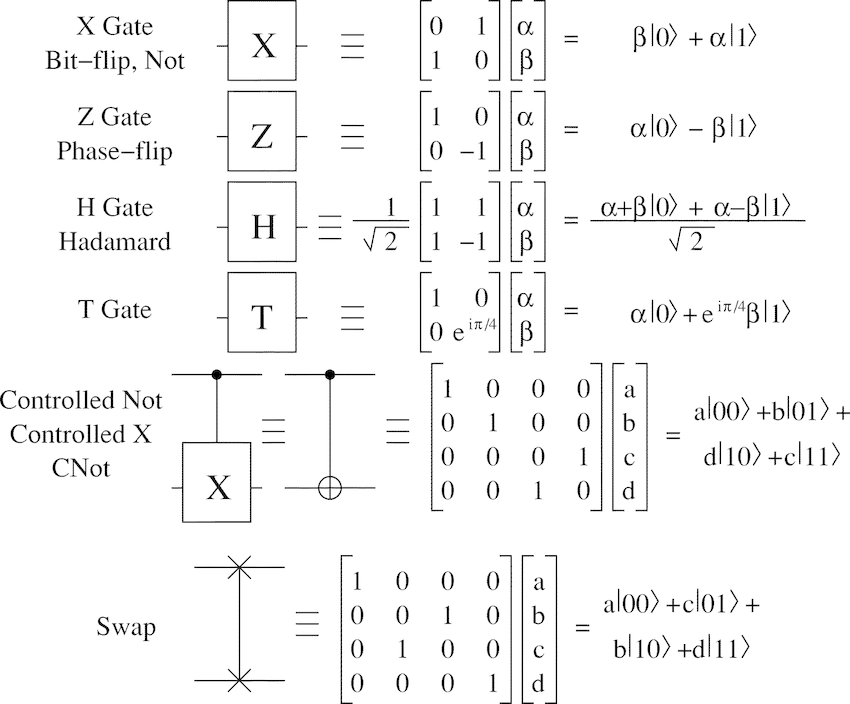 X Gate
Bit−flip, Not
X ≡ [0 1 1 0] [α β] = β|0⟩ + α|1⟩
Z Gate
Phase−flip
Z ≡ [1 0 0 −1] [α β] = α|0⟩ − β|1⟩
H Gate
Hadamard
H ≡ 1/√2 [1 1 1 −1] [α β] = α+β|0⟩ + α−β|1⟩ / √2
T Gate
T ≡ [1 0 0 e^iπ/4] [α β] = α|0⟩ + e^iπ/4 β|1⟩
Controlled Not
Controlled X
CNot
X ≡ ≡
1 0 0 0 a
0 1 0 0 b
0 0 0 1 c
0 0 1 0 d
= a|00⟩ +b|01⟩ +
d|10⟩ +c|11⟩
Swap
≡
1 0 0 0 a
0 0 1 0 b
0 1 0 0 c
0 0 0 1 d
= a|00⟩ +c|01⟩ +
b|10⟩ +d|11⟩